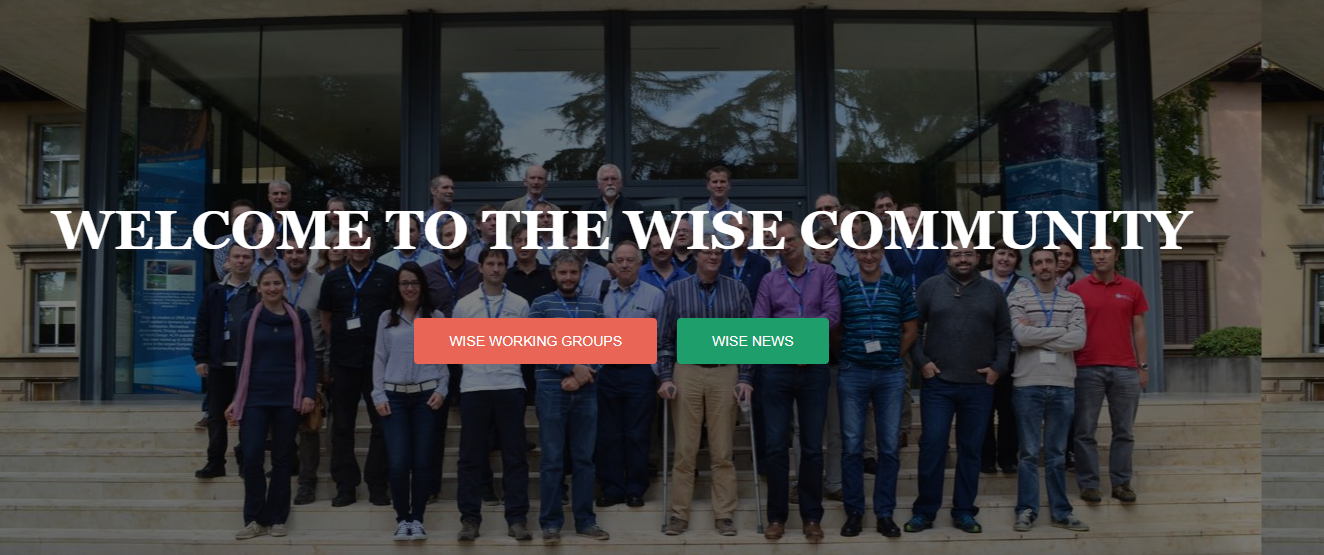 WELCOME TO THE WISE COMMUNITY
WISE WORKING GROUPS
WISE NEWS